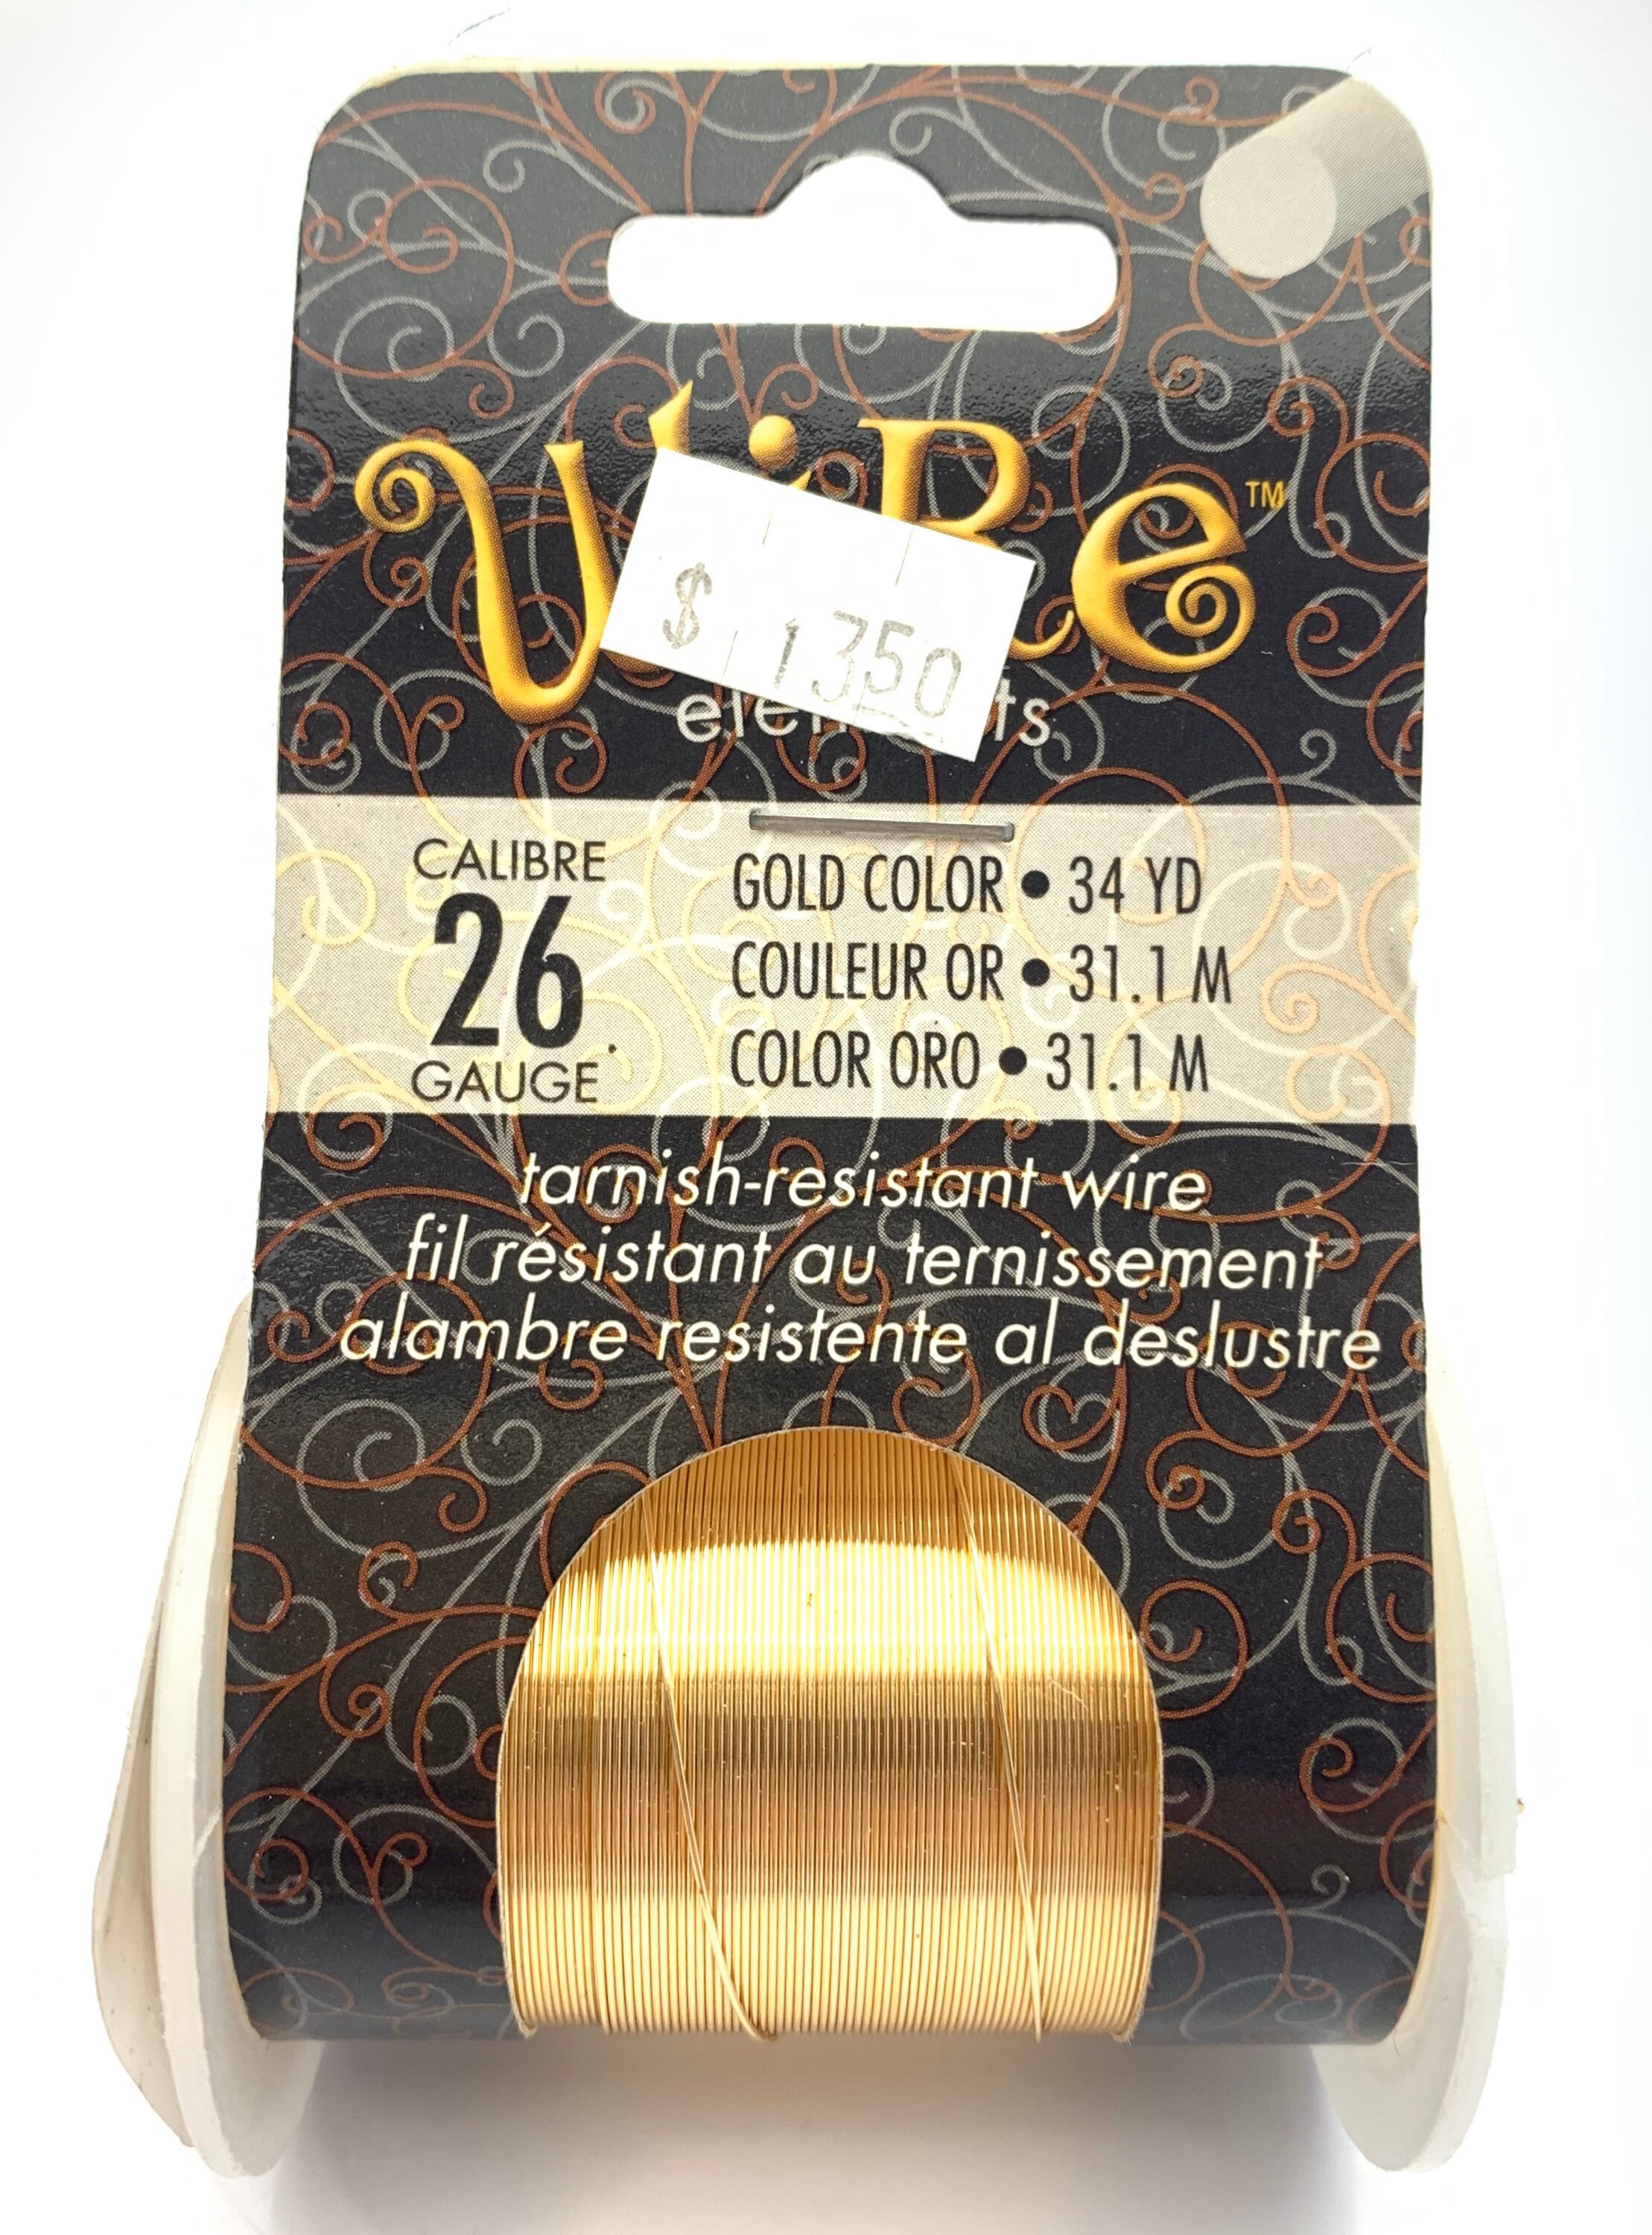 WiRe™
$ 1350
CALIBRE
26
GAUGE
GOLD COLOR • 34 YD
COULEUR OR • 31.1 M
COLOR ORO • 31.1 M
tarnish-resistant wire
fil résistant au ternissement
alambre resistente al deslustre